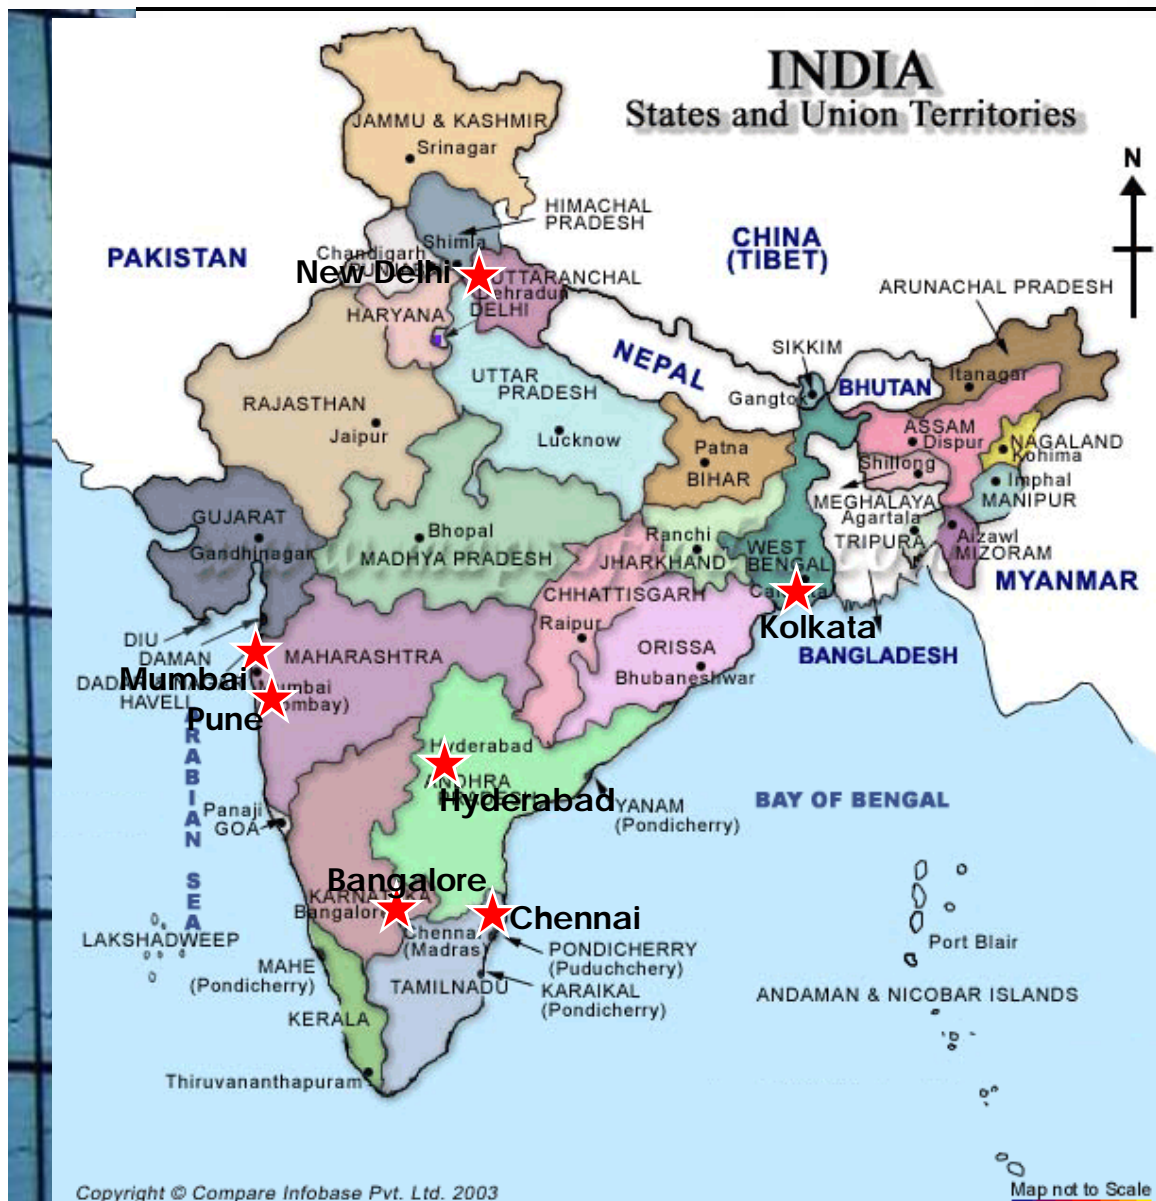 INDIA
States and Union Territories
JAMMU & KASHMIR
Srinagar
N
HIMACHAL
PRADESH
PAKISTAN
CHINA
(TIBET)
Shimla
Chandigarh
New Delhi
UTTARANCHAL
Dehradun
ARUNACHAL PRADESH
HARYANA
DELHI
SIKKIM
NEPAL
BHUTAN
Itanagar
UTTAR
PRADESH
Gangtok
RAJASTHAN
Jaipur
Lucknow
ASSAM
Dispur
NAGALAND
Kohima
Patna
BIHAR
Shillong
Imphal
MANIPUR
MEGHALAYA
GUJARAT
Gandhinagar
Bhopal
MADHYA PRADESH
Ranchi
JHARKHAND
WEST
BENGAL
Agartala
TRIPURA
Aizawl
MIZORAM
MYANMAR
CHHATTISGARH
Raipur
Kolkata
BANGLADESH
DIU
DAMAN
MAHARASHTRA
ORISSA
Bhubaneshwar
Mumbai
HAVELI
Pune
Hyderabad
ANDHRA
Hyderabad
YANAM
(Pondicherry)
BAY OF BENGAL
ARABIAN SEA
Panaji
GOA
Bangalore
Bangalore
Chennai
Chennai
(Madras)
LAKSHADWEEP
MAHE
(Pondicherry)
PONDICHERRY
(Puduchchery)
Port Blair
TAMILNADU
KARAIKAL
(Pondicherry)
ANDAMAN & NICOBAR ISLANDS
KERALA
Thiruvananthapuram
Copyright © Compare Infobase Pvt. Ltd. 2003
Map not to Scale